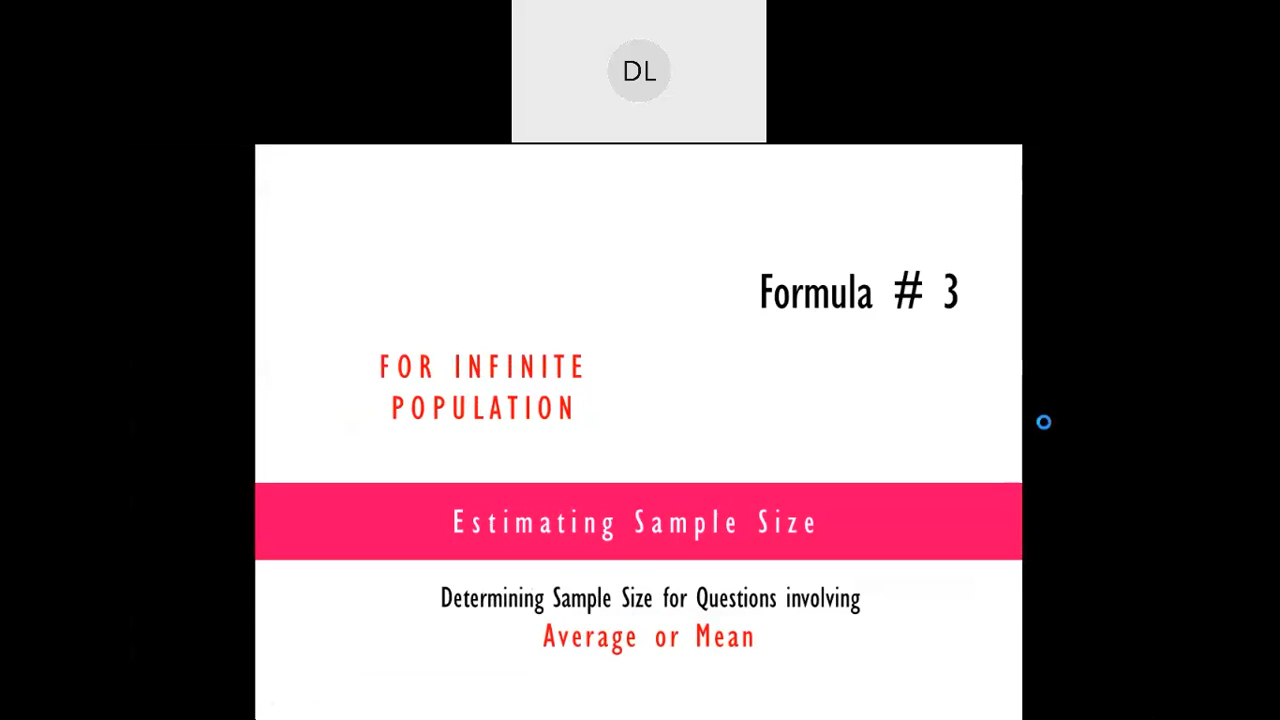 DL
Formula # 3
FOR INFINITE
POPULATION
Estimating Sample Size
Determining Sample Size for Questions involving
Average or Mean